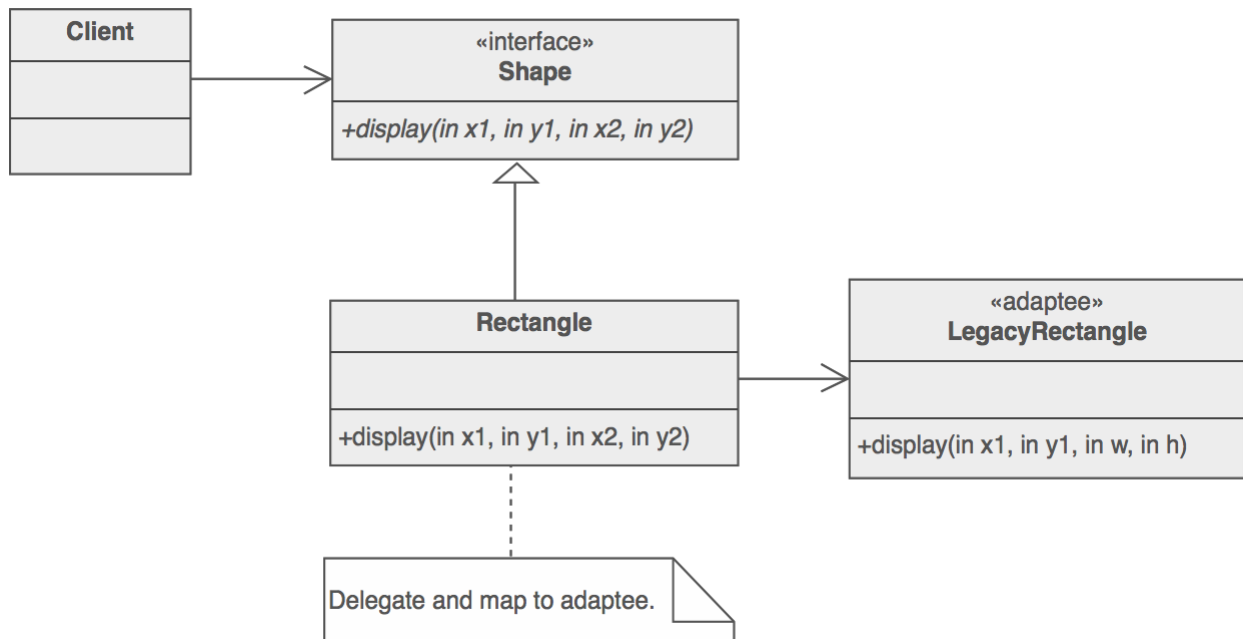 Client
«interface»
Shape
+display(in x1, in y1, in x2, in y2)
Rectangle
+display(in x1, in y1, in x2, in y2)
«adaptee»
LegacyRectangle
+display(in x1, in y1, in w, in h)
Delegate and map to adaptee.